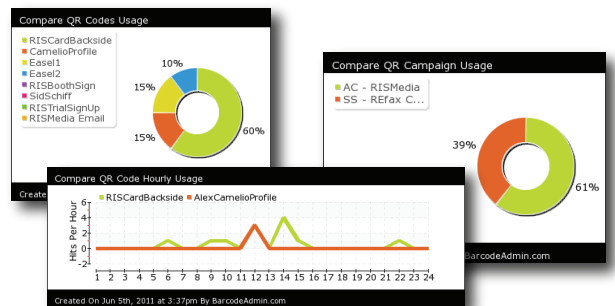 Compare QR Codes Usage
RISCardBackside
CamelioProfile
Easel1
Easel2
RISBoothSign
SidSchiff
RISTrialSignUp
RISMedia Email
10%
15%
15%
60%
Create
Compare QR Campaign Usage
AC - RISMedia
SS - REfax C...
39%
61%
BarcodeAdmin.com
Compare QR Code Hourly Usage
RISCardBackside AlexCamelioProfile
Hits Per Hour
6
4
2
0
-2
1 2 3 4 5 6 7 8 9 10 11 12 13 14 15 16 17 18 19 20 21 22 23 24
Created On Jun 5th, 2011 at 3:37pm By BarcodeAdmin.com